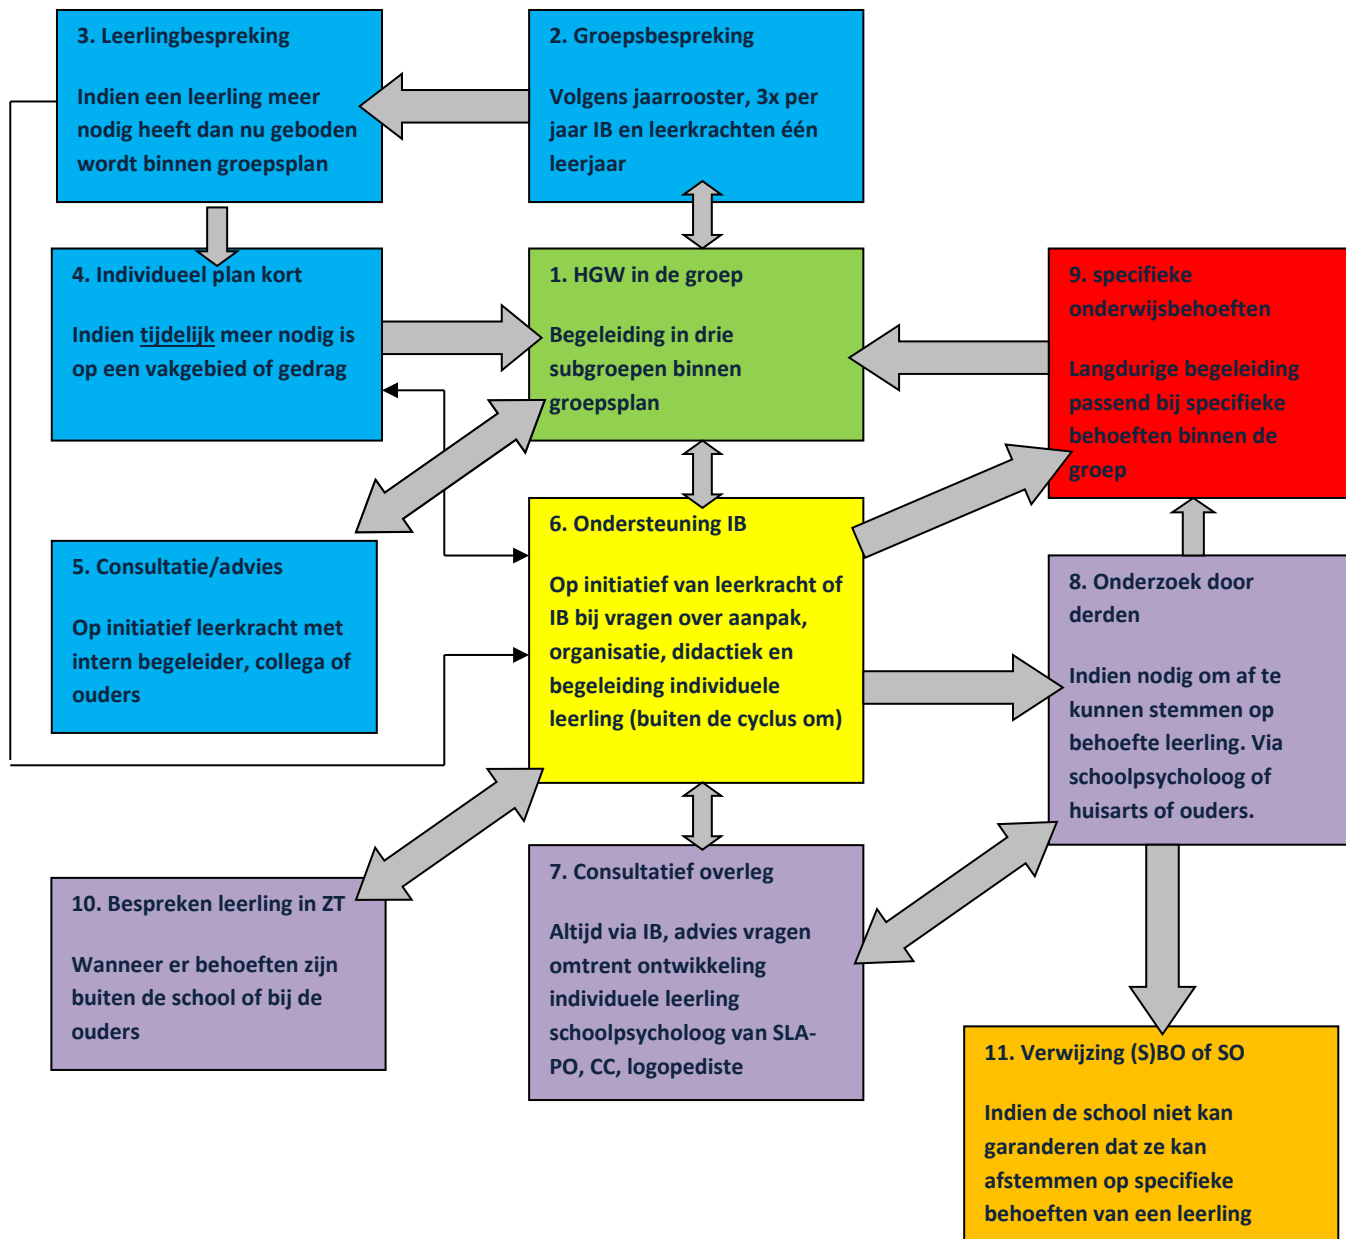 3. Leerlingbespreking
Indien een leerling meer
nodig heeft dan nu geboden
wordt binnen groepsplan
2. Groepsbespreking
Volgens jaarrooster, 3x per
jaar IB en leerkrachten één
leerjaar
4. Individueel plan kort
Indien tijdelijk meer nodig is
op een vakgebied of gedrag
1. HGW in de groep
Begeleiding in drie
subgroepen binnen
groepsplan
9. specifieke
onderwijsbehoeften
Langdurige begeleiding
passend bij specifieke
behoeften binnen de
groep
5. Consultatie/advies
Op initiatief leerkracht met
intern begeleider, collega of
ouders
6. Ondersteuning IB
Op initiatief van leerkracht of
IB bij vragen over aanpak,
organisatie, didactiek en
begeleiding individuele
leerling (buiten de cyclus om)
8. Onderzoek door
derden
Indien nodig om af te
kunnen stemmen op
behoefte leerling. Via
schoolpsycholoog of
huisarts of ouders.
10. Bespreken leerling in ZT
Wanneer er behoeften zijn
buiten de school of bij de
ouders
7. Consultatief overleg
Altijd via IB, advies vragen
omtrent ontwikkeling
individuele leerling
schoolpsycholoog van SLA-
PO, CC, logopediste
11. Verwijzing (S)BO of SO
Indien de school niet kan
garanderen dat ze kan
afstemmen op specifieke
behoeften van een leerling